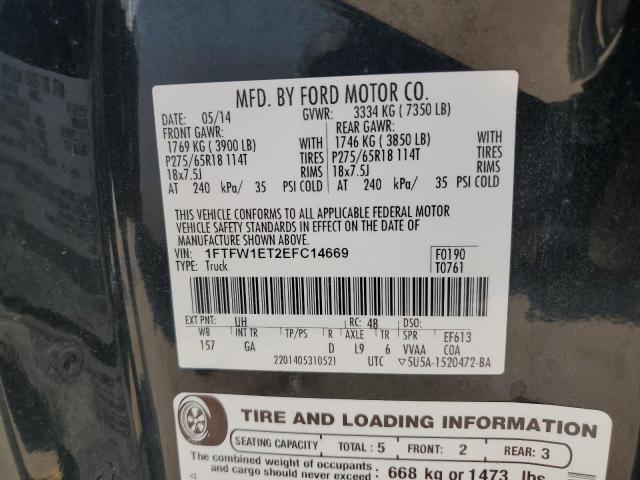 MFD. BY FORD MOTOR CO.
DATE: 05/14 GVWR: 3334 KG ( 7350 LB)
FRONT GAWR: REAR GAWR:
1769 KG ( 3900 LB) 1746 KG ( 3850 LB)
P275/65R18 114T TIRES P275/65R18 114T TIRES
18x7.5J RIMS 18x7.5J RIMS
AT 240 kPa/ 35 PSI COLD AT 240 kPa/ 35 PSI COLD
THIS VEHICLE CONFORMS TO ALL APPLICABLE FEDERAL MOTOR
VEHICLE SAFETY STANDARDS IN EFFECT ON THE DATE OF
MANUFACTURE SHOWN ABOVE.
VIN: 1FTFW1ET2EFC14669 F0190
TYPE: Truck T0761
EXT PNT: UH RC: 48 DSO:
WB INT TR TP/PS R AXLE TR SPR EF613
157 GA D L9 6 VVAA COA
2201405310521 UTC ▽5U5A-1520472-BA
TIRE AND LOADING INFORMATION
SEATING CAPACITY TOTAL : 5 FRONT: 2 REAR: 3
The combined weight of occupants
and cargo should never exceed 668 kg or 1473 lbs